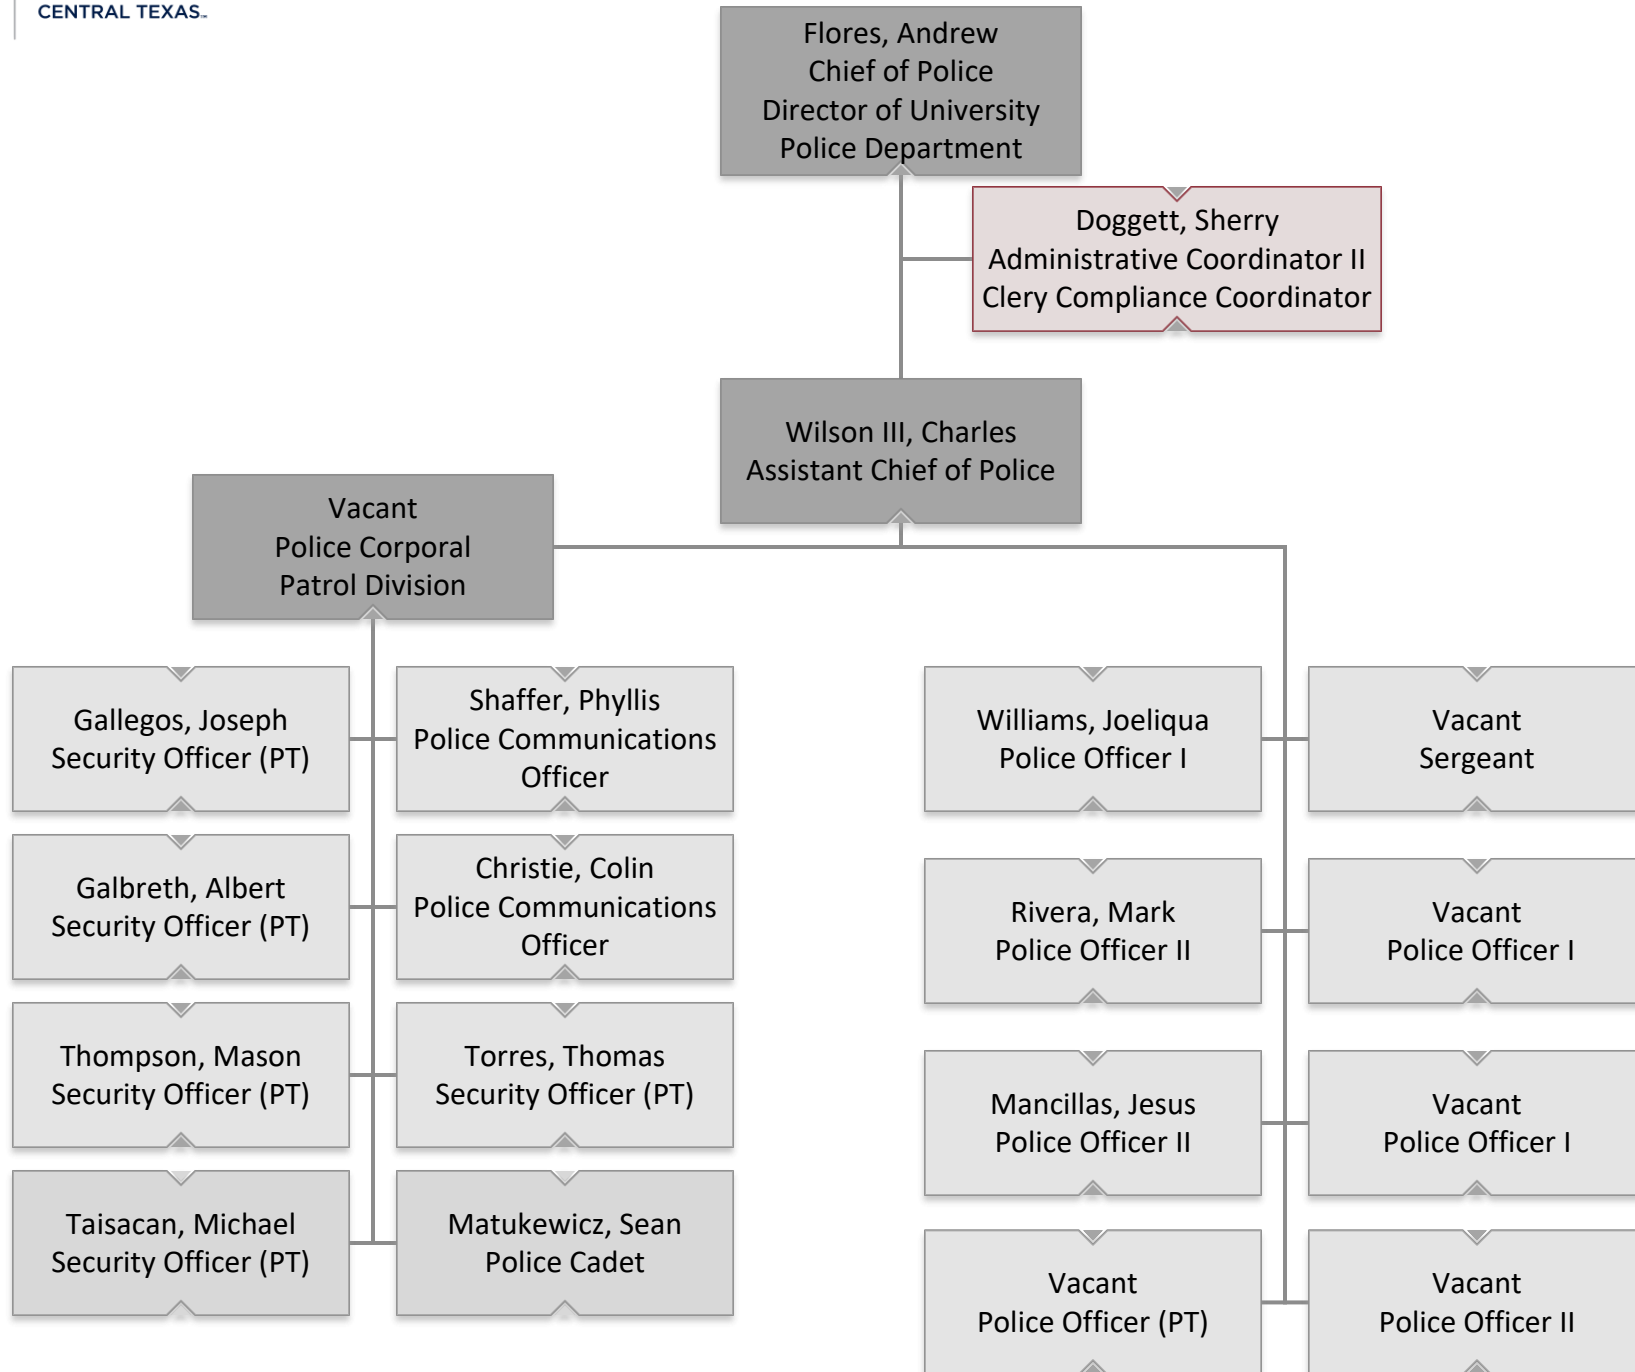 CENTRAL TEXAS™
Flores, Andrew
Chief of Police
Director of University
Police Department
Doggett, Sherry
Administrative Coordinator II
Clery Compliance Coordinator
Wilson III, Charles
Assistant Chief of Police
Vacant
Police Corporal
Patrol Division
Gallegos, Joseph
Security Officer (PT)
Shaffer, Phyllis
Police Communications
Officer
Galbreth, Albert
Security Officer (PT)
Christie, Colin
Police Communications
Officer
Thompson, Mason
Security Officer (PT)
Torres, Thomas
Security Officer (PT)
Taisacan, Michael
Security Officer (PT)
Matukewicz, Sean
Police Cadet
Williams, Joeliqua
Police Officer I
Vacant
Sergeant
Rivera, Mark
Police Officer II
Vacant
Police Officer I
Mancillas, Jesus
Police Officer II
Vacant
Police Officer I
Vacant
Police Officer (PT)
Vacant
Police Officer II